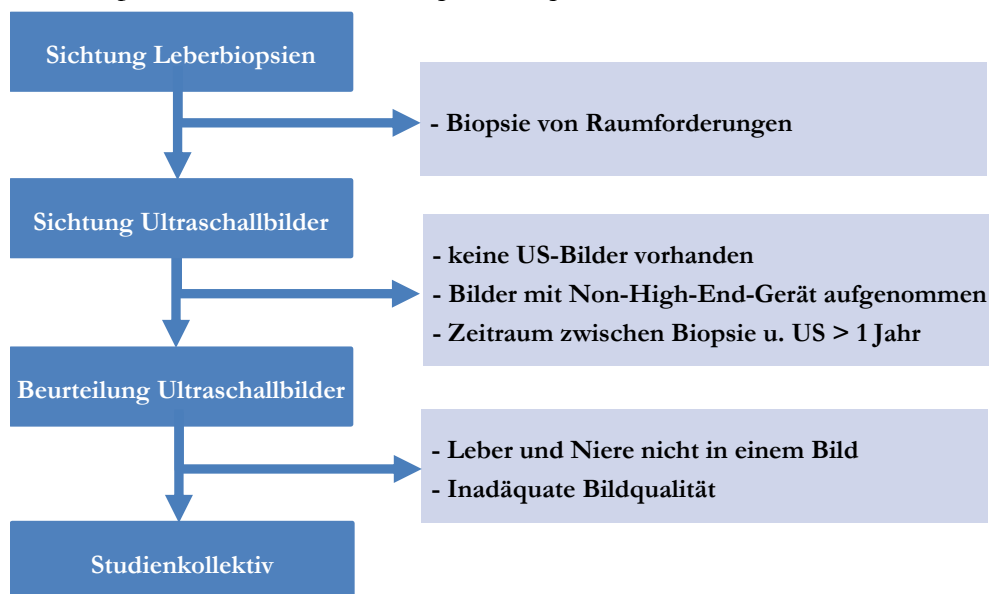 Sichtung Leberbiopsien
- Biopsie von Raumforderungen
Sichtung Ultraschallbilder
- keine US-Bilder vorhanden
- Bilder mit Non-High-End-Gerät aufgenommen
- Zeitraum zwischen Biopsie u. US > 1 Jahr
Beurteilung Ultraschallbilder
- Leber und Niere nicht in einem Bild
- Inadäquate Bildqualität
Studienkollektiv